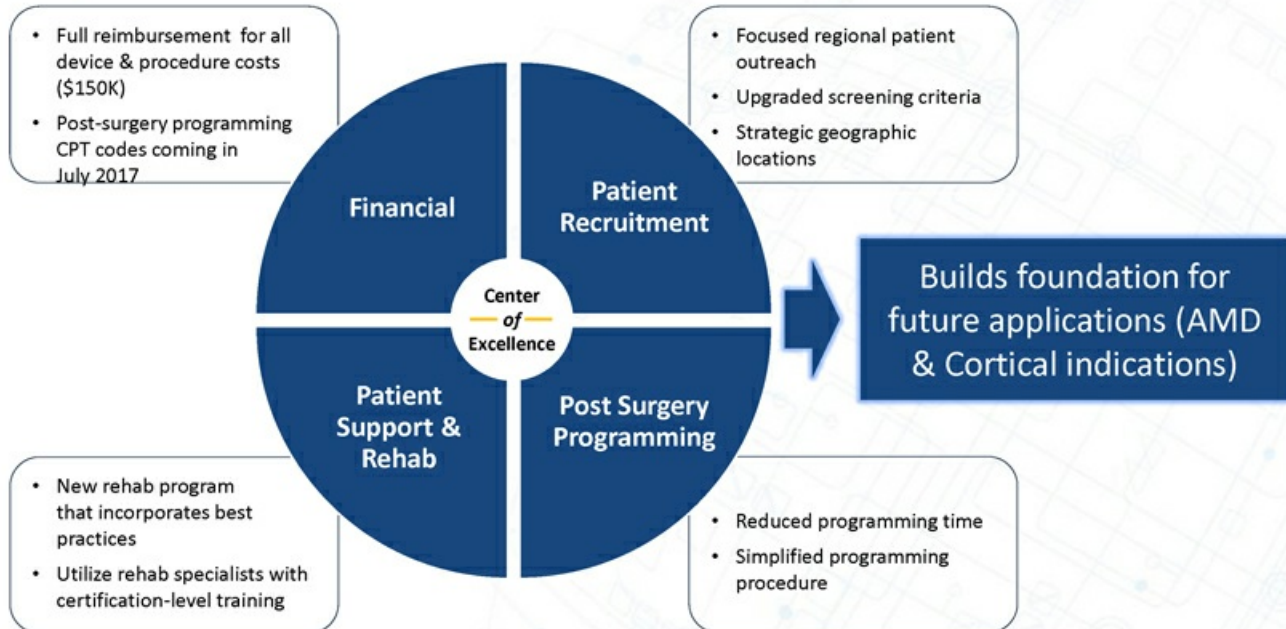 • Full reimbursement for all
device & procedure costs
($150K)
• Post-surgery programming
CPT codes coming in
July 2017
• Focused regional patient
outreach
• Upgraded screening criteria
• Strategic geographic
locations
Financial
Patient
Recruitment
Center
of
Excellence
Patient
Support &
Rehab
Post Surgery
Programming
Builds foundation for
future applications (AMD
& Cortical indications)
• New rehab program
that incorporates best
practices
• Utilize rehab specialists with
certification-level training
• Reduced programming time
• Simplified programming
procedure